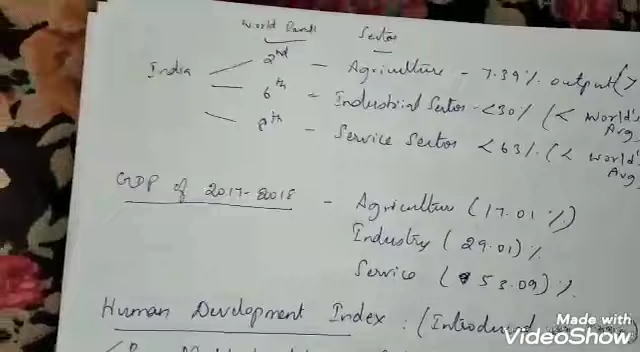 World Rank Sector
India 2nd - Agriculture - 7.39% output (>
6th = Industrial Sector - <30% (< World's Avg
8th - Service Sector <63% (< World's Avg
GDP of 2017-2018 - Agriculture (17.01%)
Industry (29.01)%
Service (53.09)%
Human Development Index : (Introduced
Made with
VideoShow